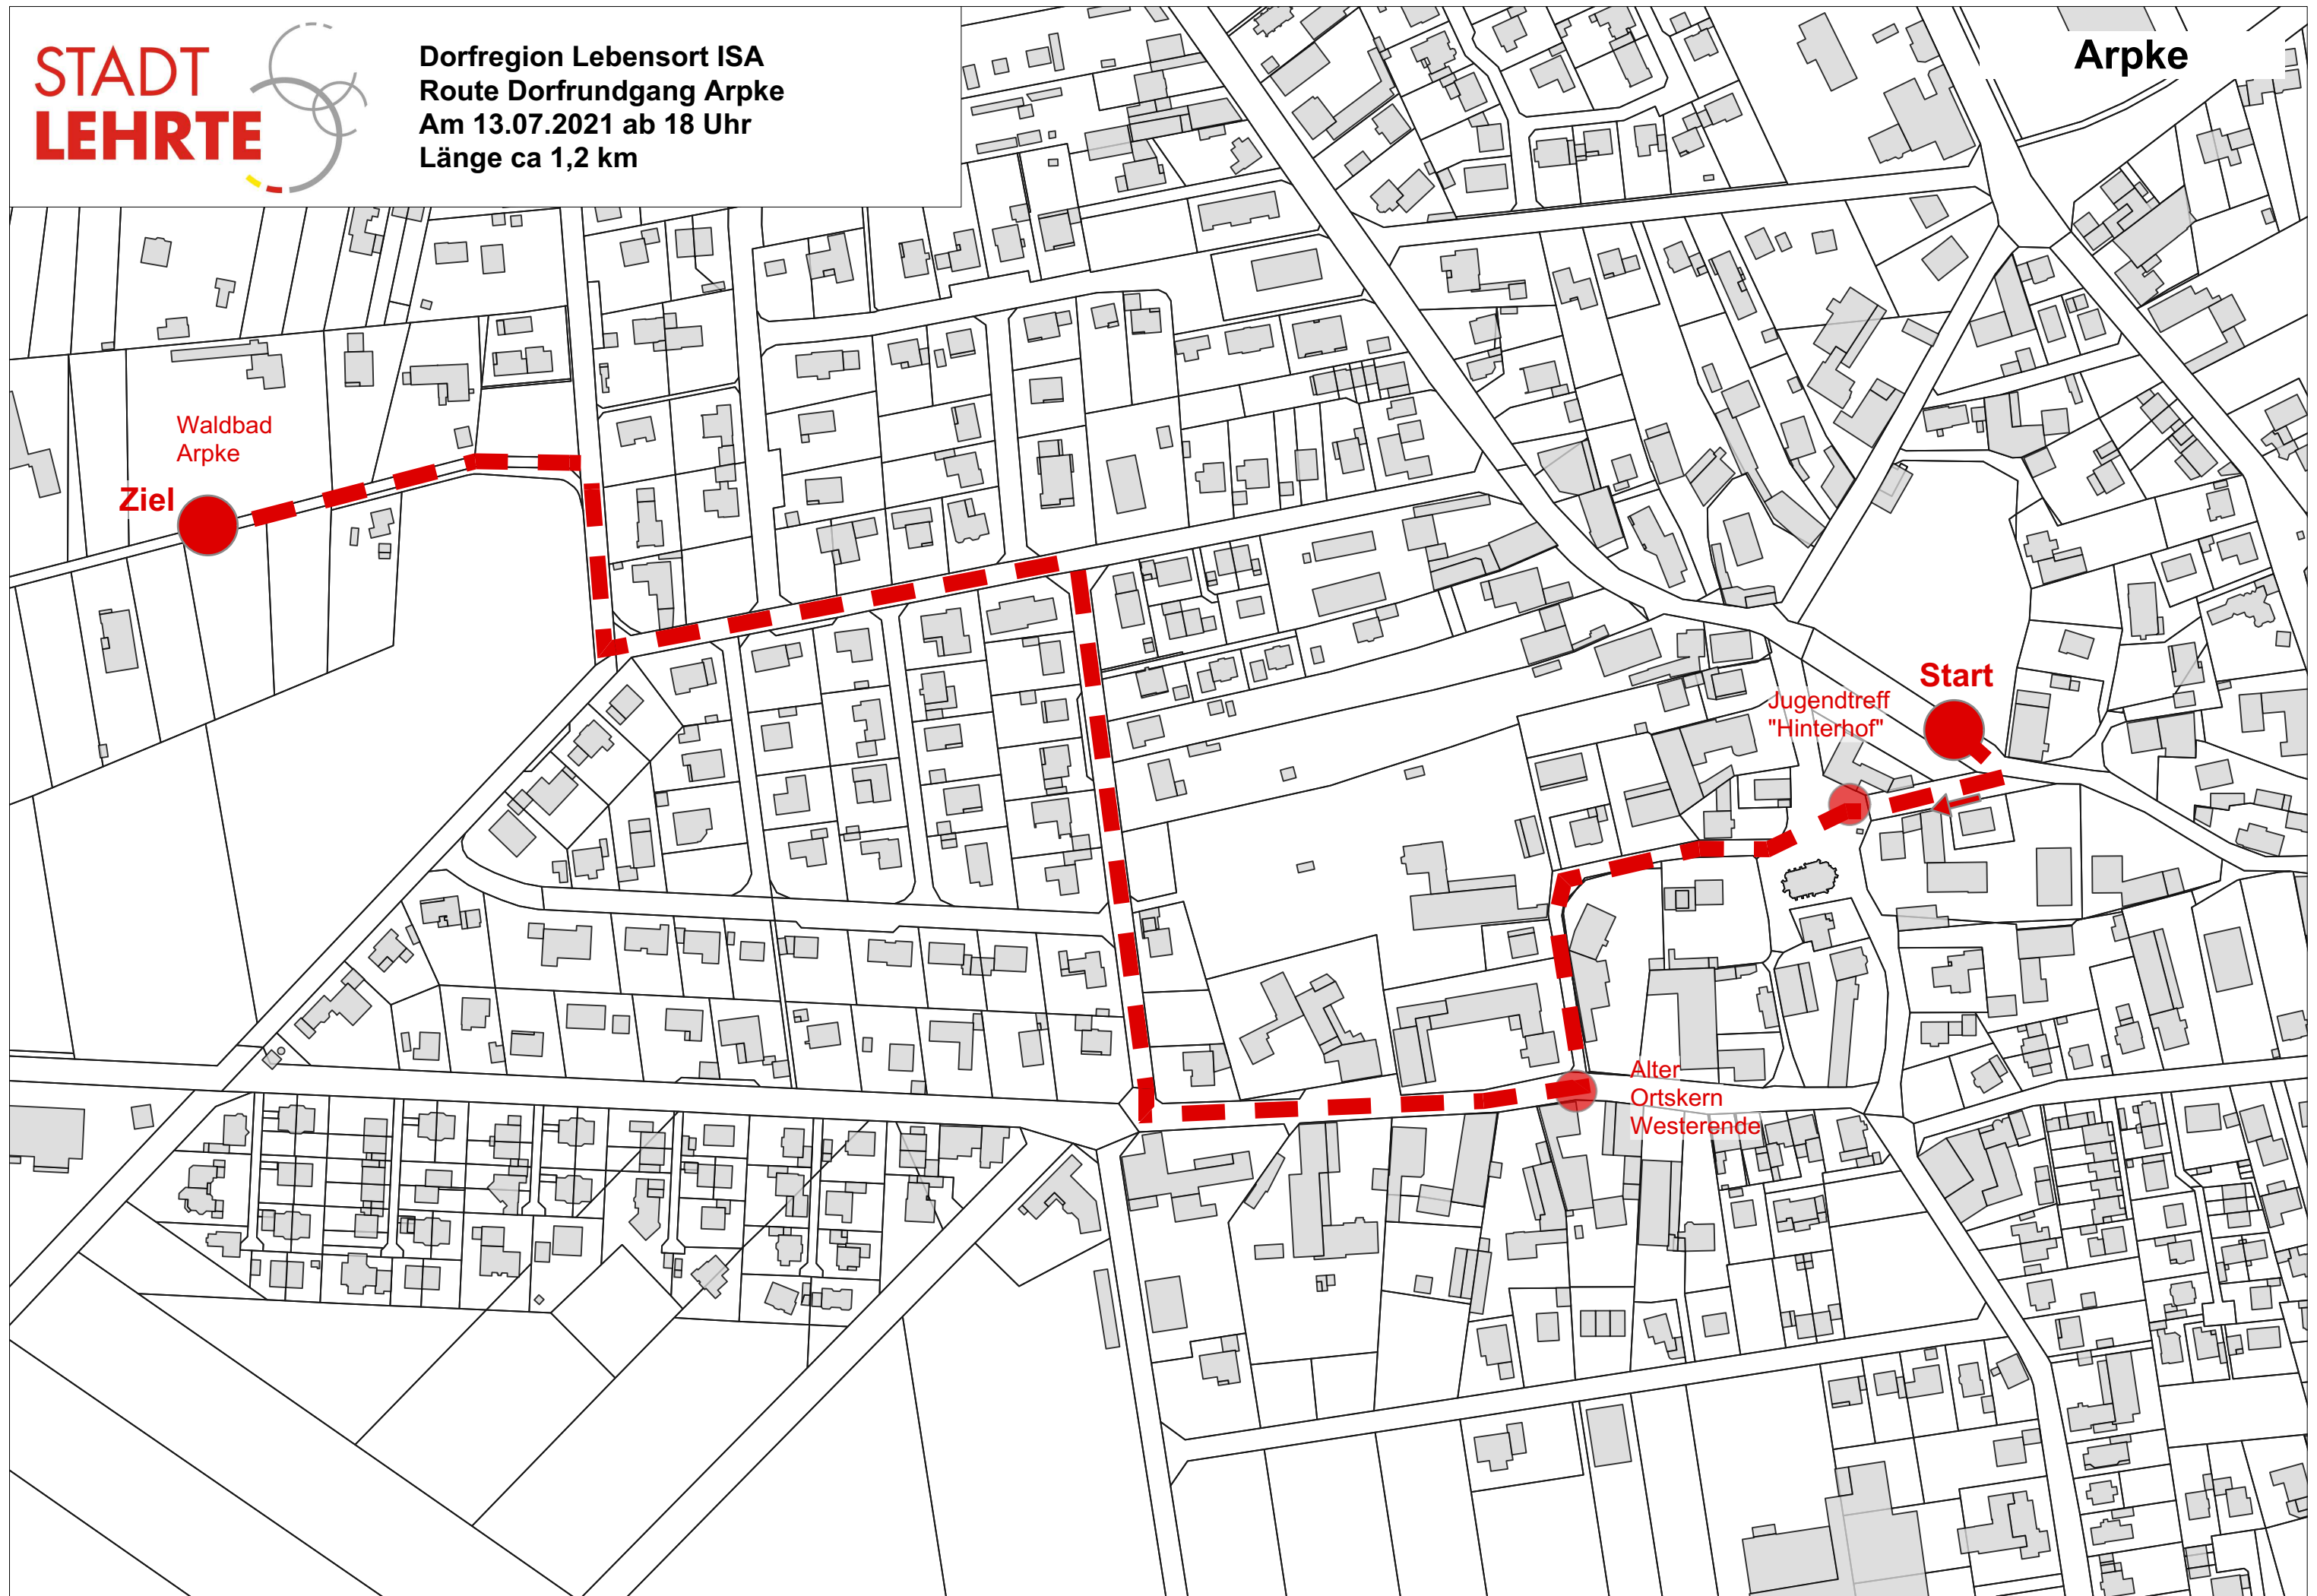 STADT
LEHRTE
Dorfregion Lebensort ISA
Route Dorfrundgang Arpke
Am 13.07.2021 ab 18 Uhr
Länge ca 1,2 km
Arpke
Waldbad
Arpke
Ziel
Start
Jugendtreff
"Hinterhof"
Alter
Ortskern
Westerende